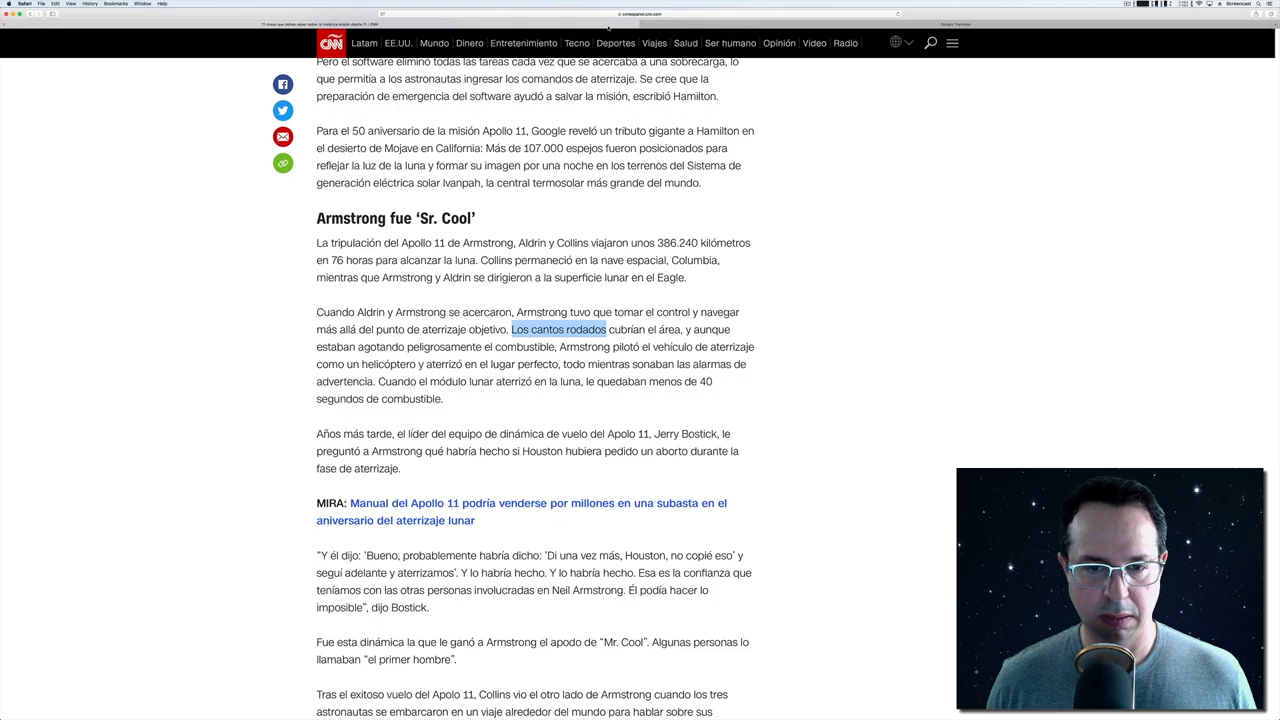 Safari File Edit View History Bookmarks Window Help
Screencast
cnnespanol.cnn.com
11 cosas que debes saber sobre la histórica misión Apolo 11 | CNN
Google Translate
CNN Latam EE.UU. Mundo Dinero Entretenimiento Tecno Deportes Viajes Salud Ser humano Opinión Video Radio
Pero el software eliminó todas las tareas cada vez que se acercaba a una sobrecarga, lo
que permitía a los astronautas ingresar los comandos de aterrizaje. Se cree que la
preparación de emergencia del software ayudó a salvar la misión, escribió Hamilton.
Para el 50 aniversario de la misión Apollo 11, Google reveló un tributo gigante a Hamilton en
el desierto de Mojave en California: Más de 107.000 espejos fueron posicionados para
reflejar la luz de la luna y formar su imagen por una noche en los terrenos del Sistema de
generación eléctrica solar Ivanpah, la central termosolar más grande del mundo.
Armstrong fue ‘Sr. Cool’
La tripulación del Apollo 11 de Armstrong, Aldrin y Collins viajaron unos 386.240 kilómetros
en 76 horas para alcanzar la luna. Collins permaneció en la nave espacial, Columbia,
mientras que Armstrong y Aldrin se dirigieron a la superficie lunar en el Eagle.
Cuando Aldrin y Armstrong se acercaron, Armstrong tuvo que tomar el control y navegar
más allá del punto de aterrizaje objetivo. Los cantos rodados cubrían el área, y aunque
estaban agotando peligrosamente el combustible, Armstrong pilotó el vehículo de aterrizaje
como un helicóptero y aterrizó en el lugar perfecto, todo mientras sonaban las alarmas de
advertencia. Cuando el módulo lunar aterrizó en la luna, le quedaban menos de 40
segundos de combustible.
Años más tarde, el líder del equipo de dinámica de vuelo del Apolo 11, Jerry Bostick, le
preguntó a Armstrong qué habría hecho si Houston hubiera pedido un aborto durante la
fase de aterrizaje.
MIRA: Manual del Apollo 11 podría venderse por millones en una subasta en el
aniversario del aterrizaje lunar
“Y él dijo: ‘Bueno, probablemente habría dicho: ‘Di una vez más, Houston, no copié eso’ y
seguí adelante y aterrizamos’. Y lo habría hecho. Y lo habría hecho. Esa es la confianza que
teníamos con las otras personas involucradas en Neil Armstrong. Él podía hacer lo
imposible”, dijo Bostick.
Fue esta dinámica la que le ganó a Armstrong el apodo de “Mr. Cool”. Algunas personas lo
llamaban “el primer hombre”.
Tras el exitoso vuelo del Apolo 11, Collins vio el otro lado de Armstrong cuando los tres
astronautas se embarcaron en un viaje alrededor del mundo para hablar sobre sus